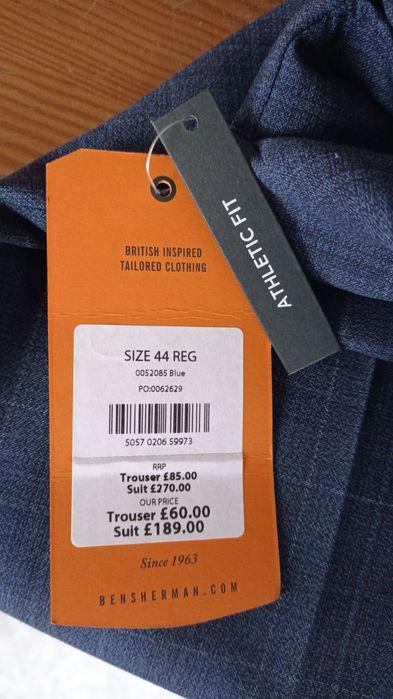 BRITISH INSPIRED
TAILORED CLOTHING
ATHLETIC FIT
SIZE 44 REG
0052085 Blue
PO:0062629
5057 0206 59973
RRP
Trouser £85.00
Suit £270.00
OUR PRICE
Trouser £60.00
Suit £189.00
Since 1963
BENSHERMAN.COM